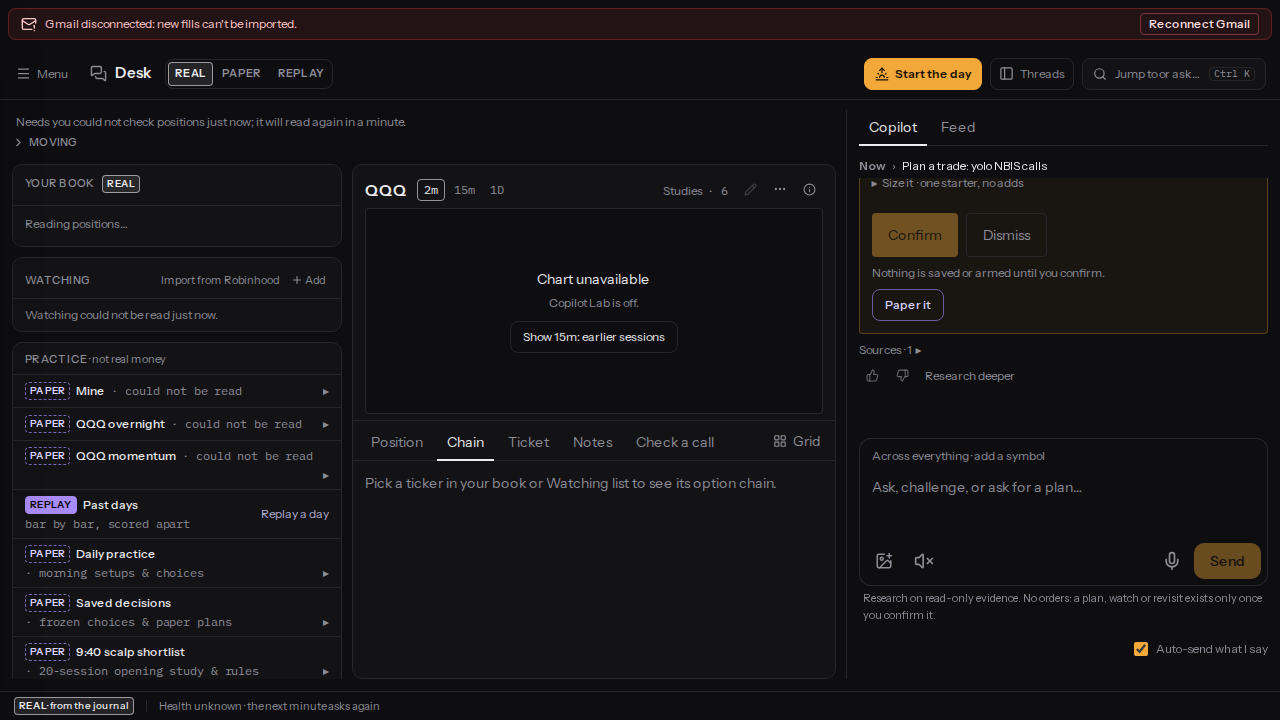 Gmail disconnected: new fills can't be imported.
Reconnect Gmail
Menu
Desk
REAL
PAPER
REPLAY
Start the day
Threads
Jump to or ask...
Ctrl K
Needs you could not check positions just now; it will read again in a minute.
MOVING
YOUR BOOK REAL
Reading positions...
WATCHING
Import from Robinhood
+ Add
Watching could not be read just now.
PRACTICE · not real money
PAPER Mine · could not be read
PAPER QQQ overnight · could not be read
PAPER QQQ momentum · could not be read
REPLAY Past days
bar by bar, scored apart
Replay a day
PAPER Daily practice
· morning setups & choices
PAPER Saved decisions
· frozen choices & paper plans
PAPER 9:40 scalp shortlist
· 20-session opening study & rules
QQQ 2m 15m 1D
Studies · 6
Chart unavailable
Copilot Lab is off.
Show 15m: earlier sessions
Position
Chain
Ticket
Notes
Check a call
Grid
Pick a ticker in your book or Watching list to see its option chain.
Copilot
Feed
Now › Plan a trade: yolo NBIS calls
▸ Size it · one starter, no adds
Confirm
Dismiss
Nothing is saved or armed until you confirm.
Paper it
Sources · 1 ▸
Research deeper
Across everything · add a symbol
Ask, challenge, or ask for a plan...
Send
Research on read-only evidence. No orders: a plan, watch or revisit exists only once
you confirm it.
Auto-send what I say
REAL · from the journal
Health unknown · the next minute asks again